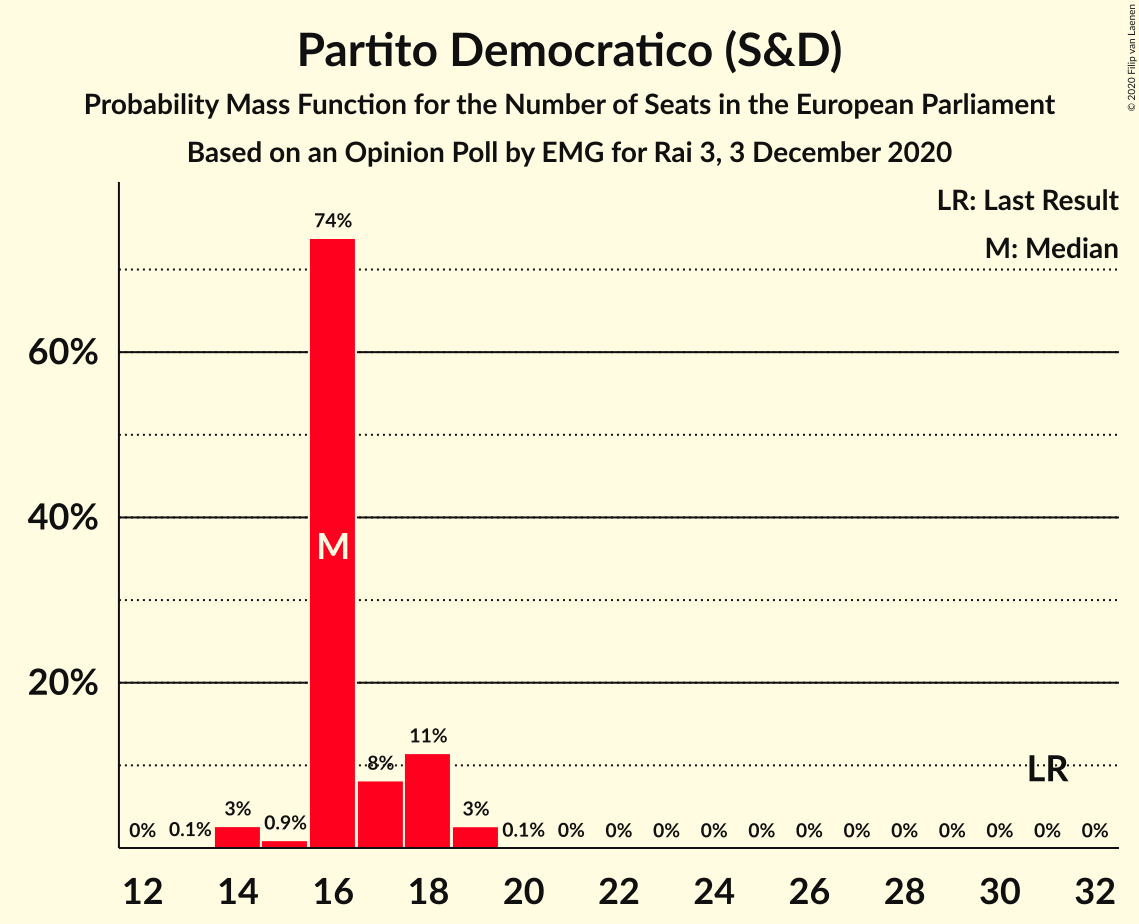 Partito Democratico (S&D)
Probability Mass Function for the Number of Seats in the European Parliament
Based on an Opinion Poll by EMG for Rai 3, 3 December 2020
© 2020 Filip van Laenen
LR: Last Result
M: Median
74%
60%
40%
M
20%
11%
8%
LR
3%
0.9%
3%
0% 0.1% 0.1% 0% 0% 0% 0% 0% 0% 0% 0% 0% 0% 0% 0%
12 14 16 18 20 22 24 26 28 30 32